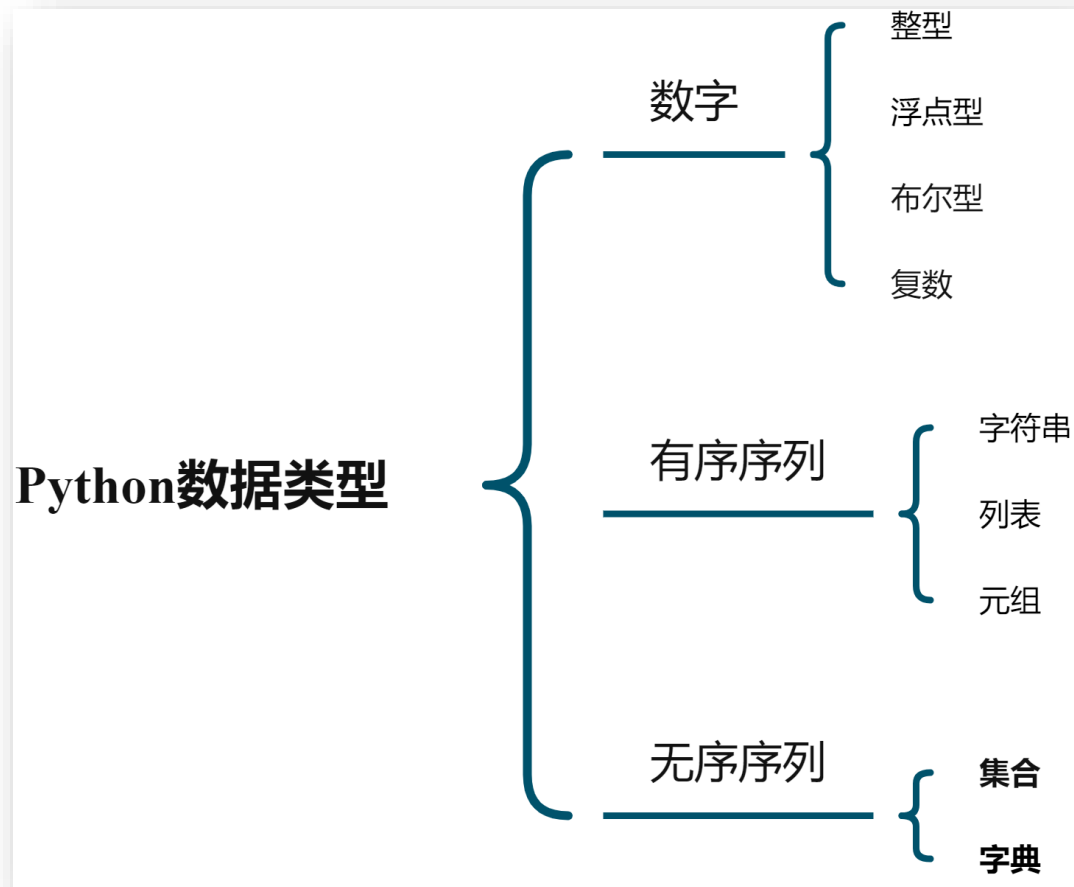 Python数据类型
数字
整型
浮点型
布尔型
复数
有序序列
字符串
列表
元组
无序序列
集合
字典